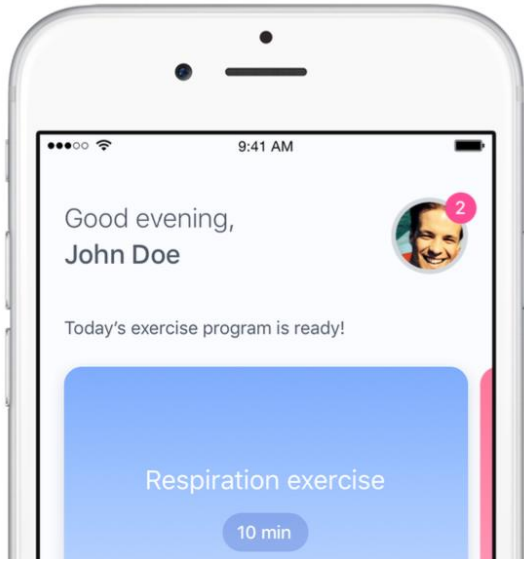 9:41 AM
Good evening,
John Doe
2
Today's exercise program is ready!
Respiration exercise
10 min